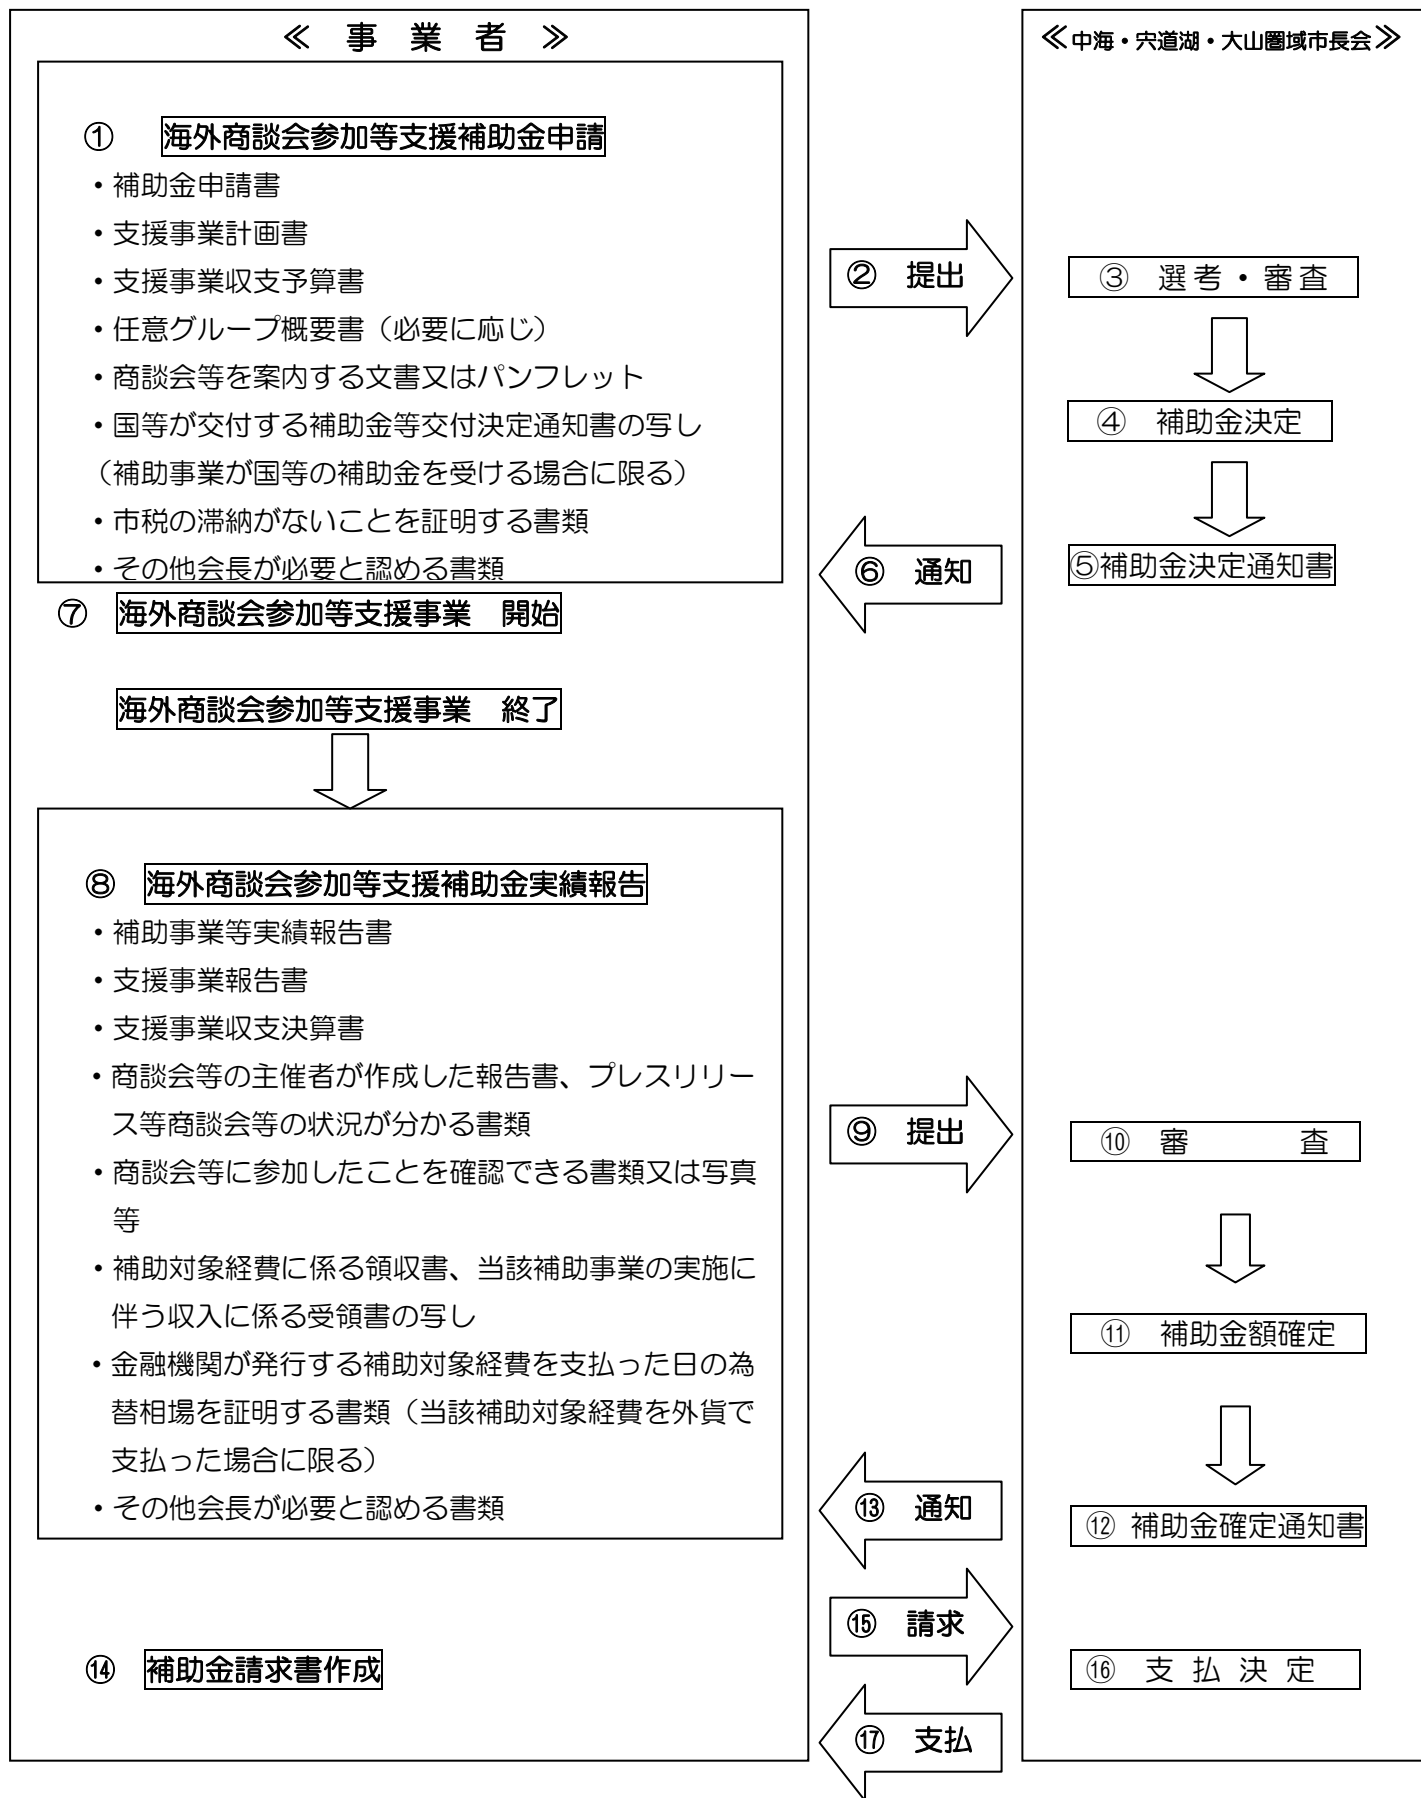 ≪ 事 業 者 ≫
① 海外商談会参加等支援補助金申請
・補助金申請書
・支援事業計画書
・支援事業収支予算書
・任意グループ概要書（必要に応じ）
・商談会等を案内する文書又はパンフレット
・国等が交付する補助金等交付決定通知書の写し
（補助事業が国等の補助金を受ける場合に限る）
・市税の滞納がないことを証明する書類
・その他会長が必要と認める書類
⑦ 海外商談会参加等支援事業 開始
海外商談会参加等支援事業 終了
⑧ 海外商談会参加等支援補助金実績報告
・補助事業等実績報告書
・支援事業報告書
・支援事業収支決算書
・商談会等の主催者が作成した報告書、プレスリリー
ス等商談会等の状況が分かる書類
・商談会等に参加したことを確認できる書類又は写真
等
・補助対象経費に係る領収書、当該補助事業の実施に
伴う収入に係る受領書の写し
・金融機関が発行する補助対象経費を支払った日の為
替相場を証明する書類（当該補助対象経費を外貨で
支払った場合に限る）
・その他会長が必要と認める書類
⑭ 補助金請求書作成
② 提出
⑥ 通知
⑨ 提出
⑬ 通知
⑮ 請求
⑰ 支払
≪中海・宍道湖・大山圏域市長会≫
③ 選考・審査
④ 補助金決定
⑤補助金決定通知書
⑩ 審 査
⑪ 補助金額確定
⑫ 補助金確定通知書
⑯ 支 払 決 定